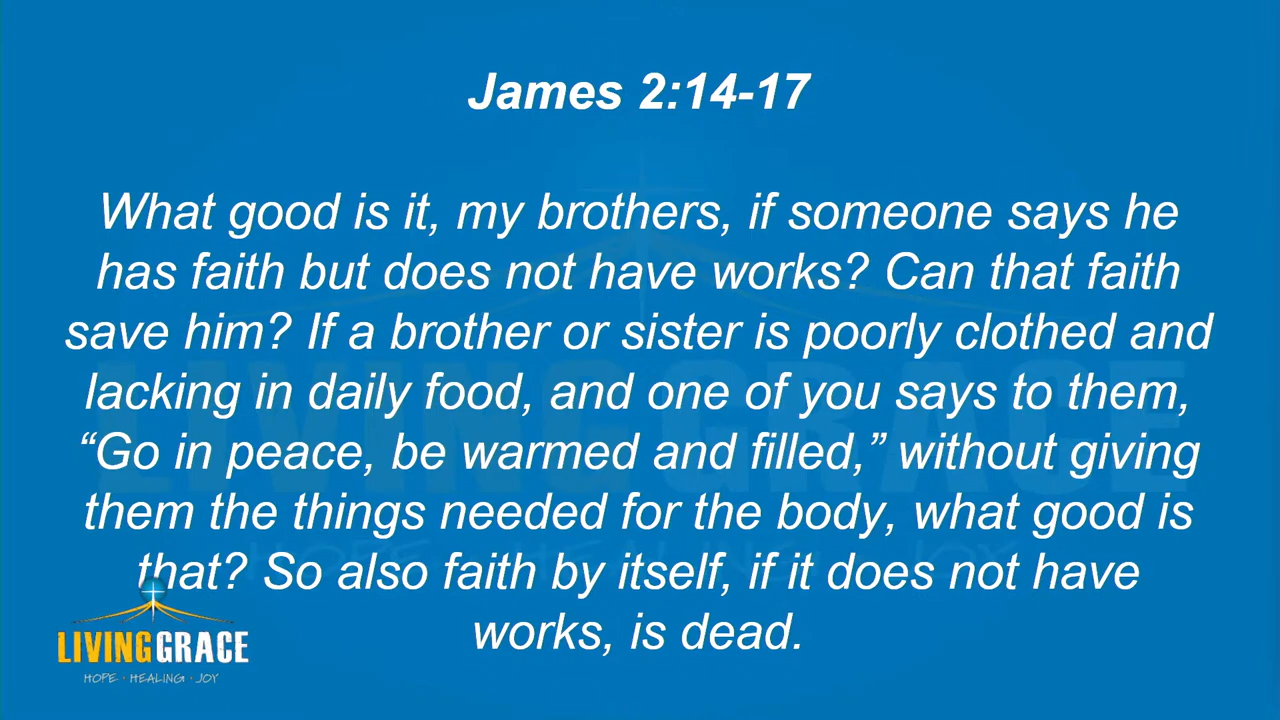 James 2:14-17
What good is it, my brothers, if someone says he
has faith but does not have works? Can that faith
save him? If a brother or sister is poorly clothed and
lacking in daily food, and one of you says to them,
“Go in peace, be warmed and filled,” without giving
them the things needed for the body, what good is
that? So also faith by itself, if it does not have
works, is dead.
LIVINGGRACE
HOPE · HEALING · JOY
LIVINGGRACE
HOPE · HEALING · JOY